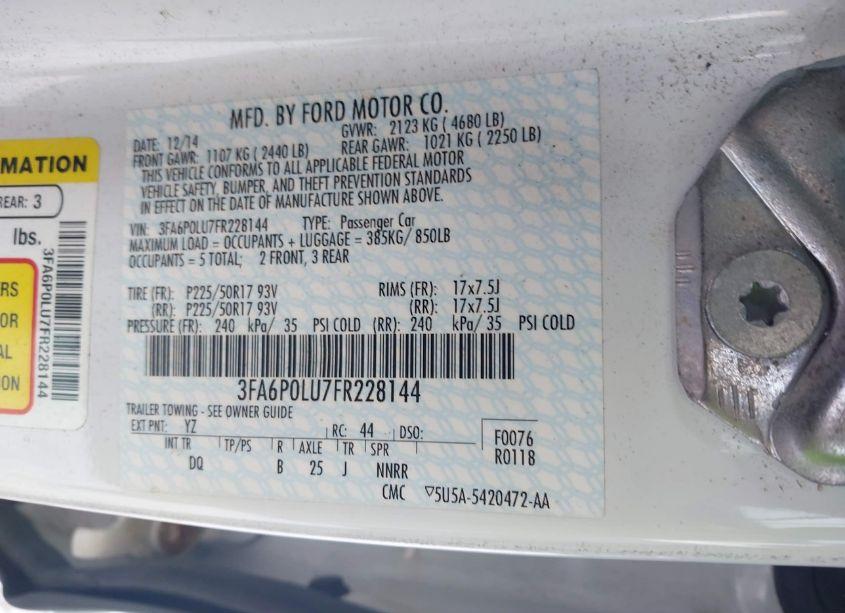 MFD. BY FORD MOTOR CO.
DATE: 12/14 GVWR: 2123 KG ( 4680 LB)
FRONT GAWR: 1107 KG ( 2440 LB) REAR GAWR: 1021 KG ( 2250 LB)
THIS VEHICLE CONFORMS TO ALL APPLICABLE FEDERAL MOTOR
VEHICLE SAFETY, BUMPER, AND THEFT PREVENTION STANDARDS
IN EFFECT ON THE DATE OF MANUFACTURE SHOWN ABOVE.
VIN: 3FA6P0LU7FR228144 TYPE: Passenger Car
MAXIMUM LOAD = OCCUPANTS + LUGGAGE = 385KG/ 850LB
OCCUPANTS = 5 TOTAL; 2 FRONT, 3 REAR
TIRE (FR): P225/50R17 93V RIMS (FR): 17x7.5J
(RR): P225/50R17 93V (RR): 17x7.5J
PRESSURE (FR): 240 kPa/ 35 PSI COLD (RR): 240 kPa/ 35 PSI COLD
3FA6P0LU7FR228144
TRAILER TOWING - SEE OWNER GUIDE
EXT PNT: YZ RC: 44 DSO: F0076
INT TR TP/PS R AXLE TR SPR R0118
DQ B 25 J NNRR
CMC ▽5U5A-5420472-AA
MATION
REAR: 3
lbs.
ERS
OR
AL
ION
3FA6P0LU7FR228144